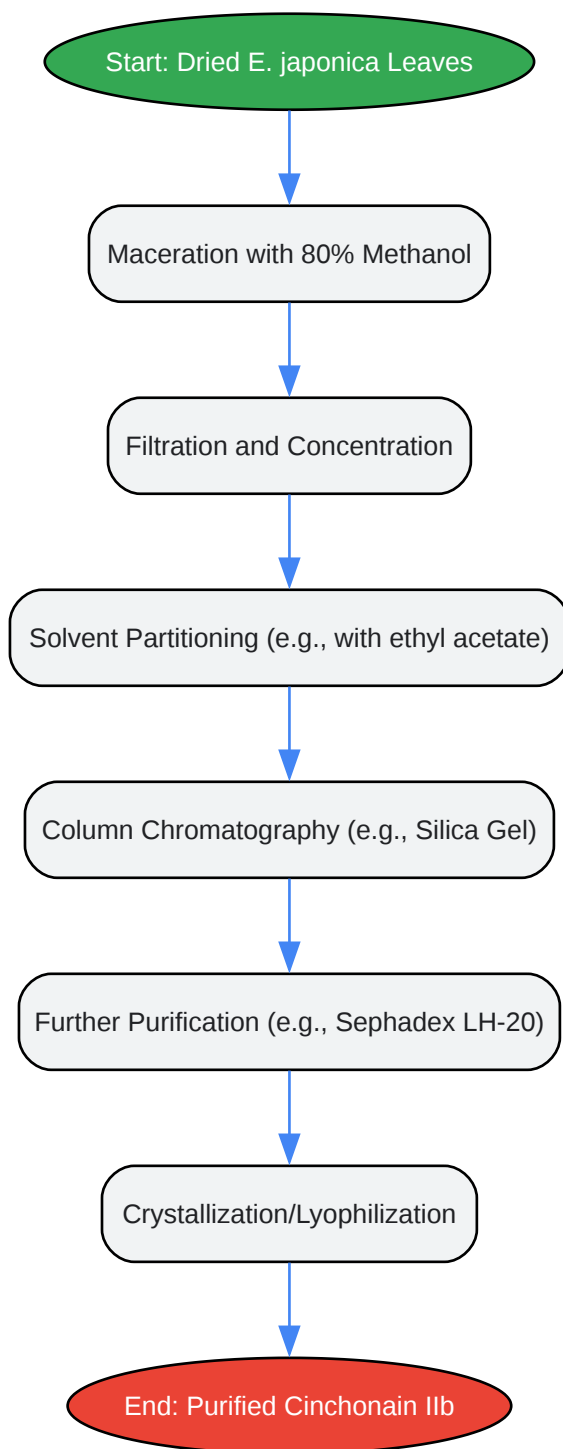 Start: Dried E. japonica Leaves
Maceration with 80% Methanol
Filtration and Concentration
Solvent Partitioning (e.g., with ethyl acetate)
Column Chromatography (e.g., Silica Gel)
Further Purification (e.g., Sephadex LH-20)
Crystallization/Lyophilization
End: Purified Cinchonain IIb